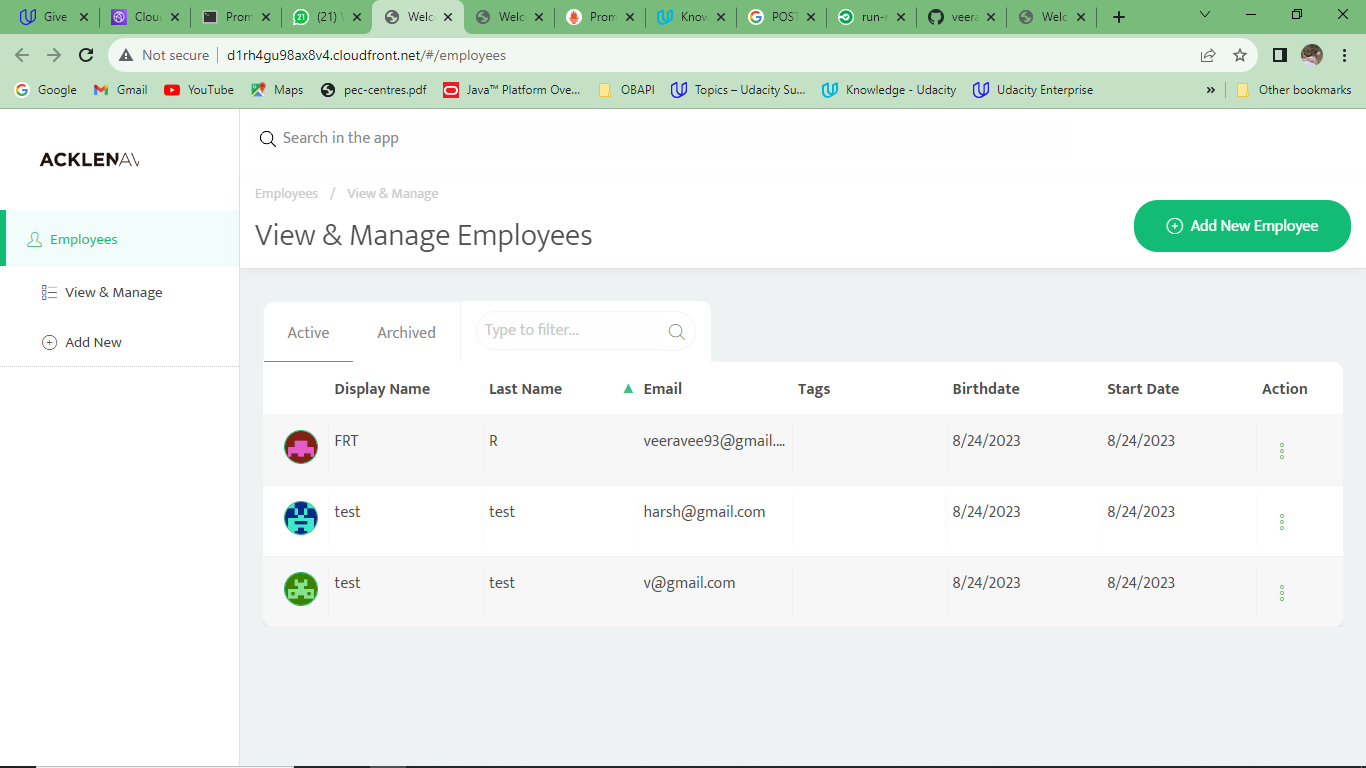 Give
Clou
Prom
(21)
Welc
Welc
Prom
Know
POST
run-
veera
Welc
Not secure d1rh4gu98ax8v4.cloudfront.net/#/employees
Google Gmail YouTube Maps pec-centres.pdf Java™ Platform Ove... OBAPI Topics – Udacity Su... Knowledge - Udacity Udacity Enterprise » Other bookmarks
ACKLENAV
Search in the app
Employees / View & Manage
View & Manage Employees
Add New Employee
Employees
View & Manage
Add New
Active Archived Type to filter...
Display Name Last Name Email Tags Birthdate Start Date Action
FRT R veeravee93@gmail.... 8/24/2023 8/24/2023
test test harsh@gmail.com 8/24/2023 8/24/2023
test test v@gmail.com 8/24/2023 8/24/2023